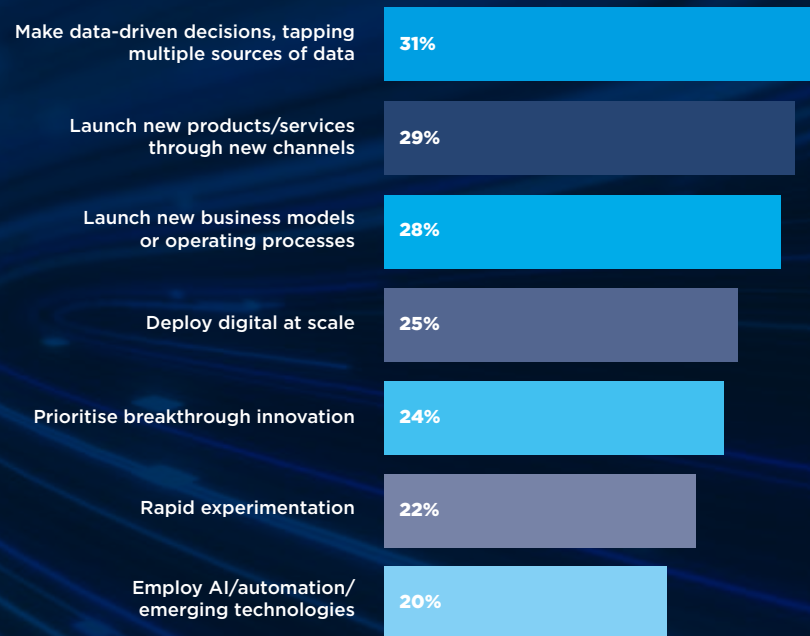 Make data-driven decisions, tapping
multiple sources of data
31%
Launch new products/services
through new channels
29%
Launch new business models
or operating processes
28%
Deploy digital at scale
25%
Prioritise breakthrough innovation
24%
Rapid experimentation
22%
Employ AI/automation/
emerging technologies
20%